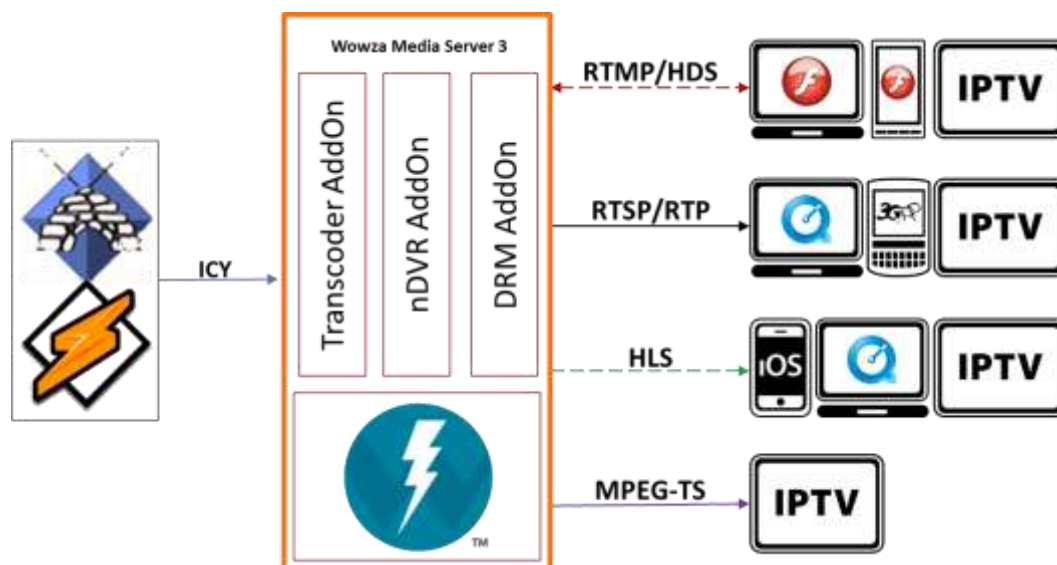 Wowza Media Server 3
Transcoder AddOn
nDVR AddOn
DRM AddOn
TM
ICY
RTMP/HDS
IPTV
RTSP/RTP
3GPP
IPTV
HLS
iOS
IPTV
MPEG-TS
IPTV